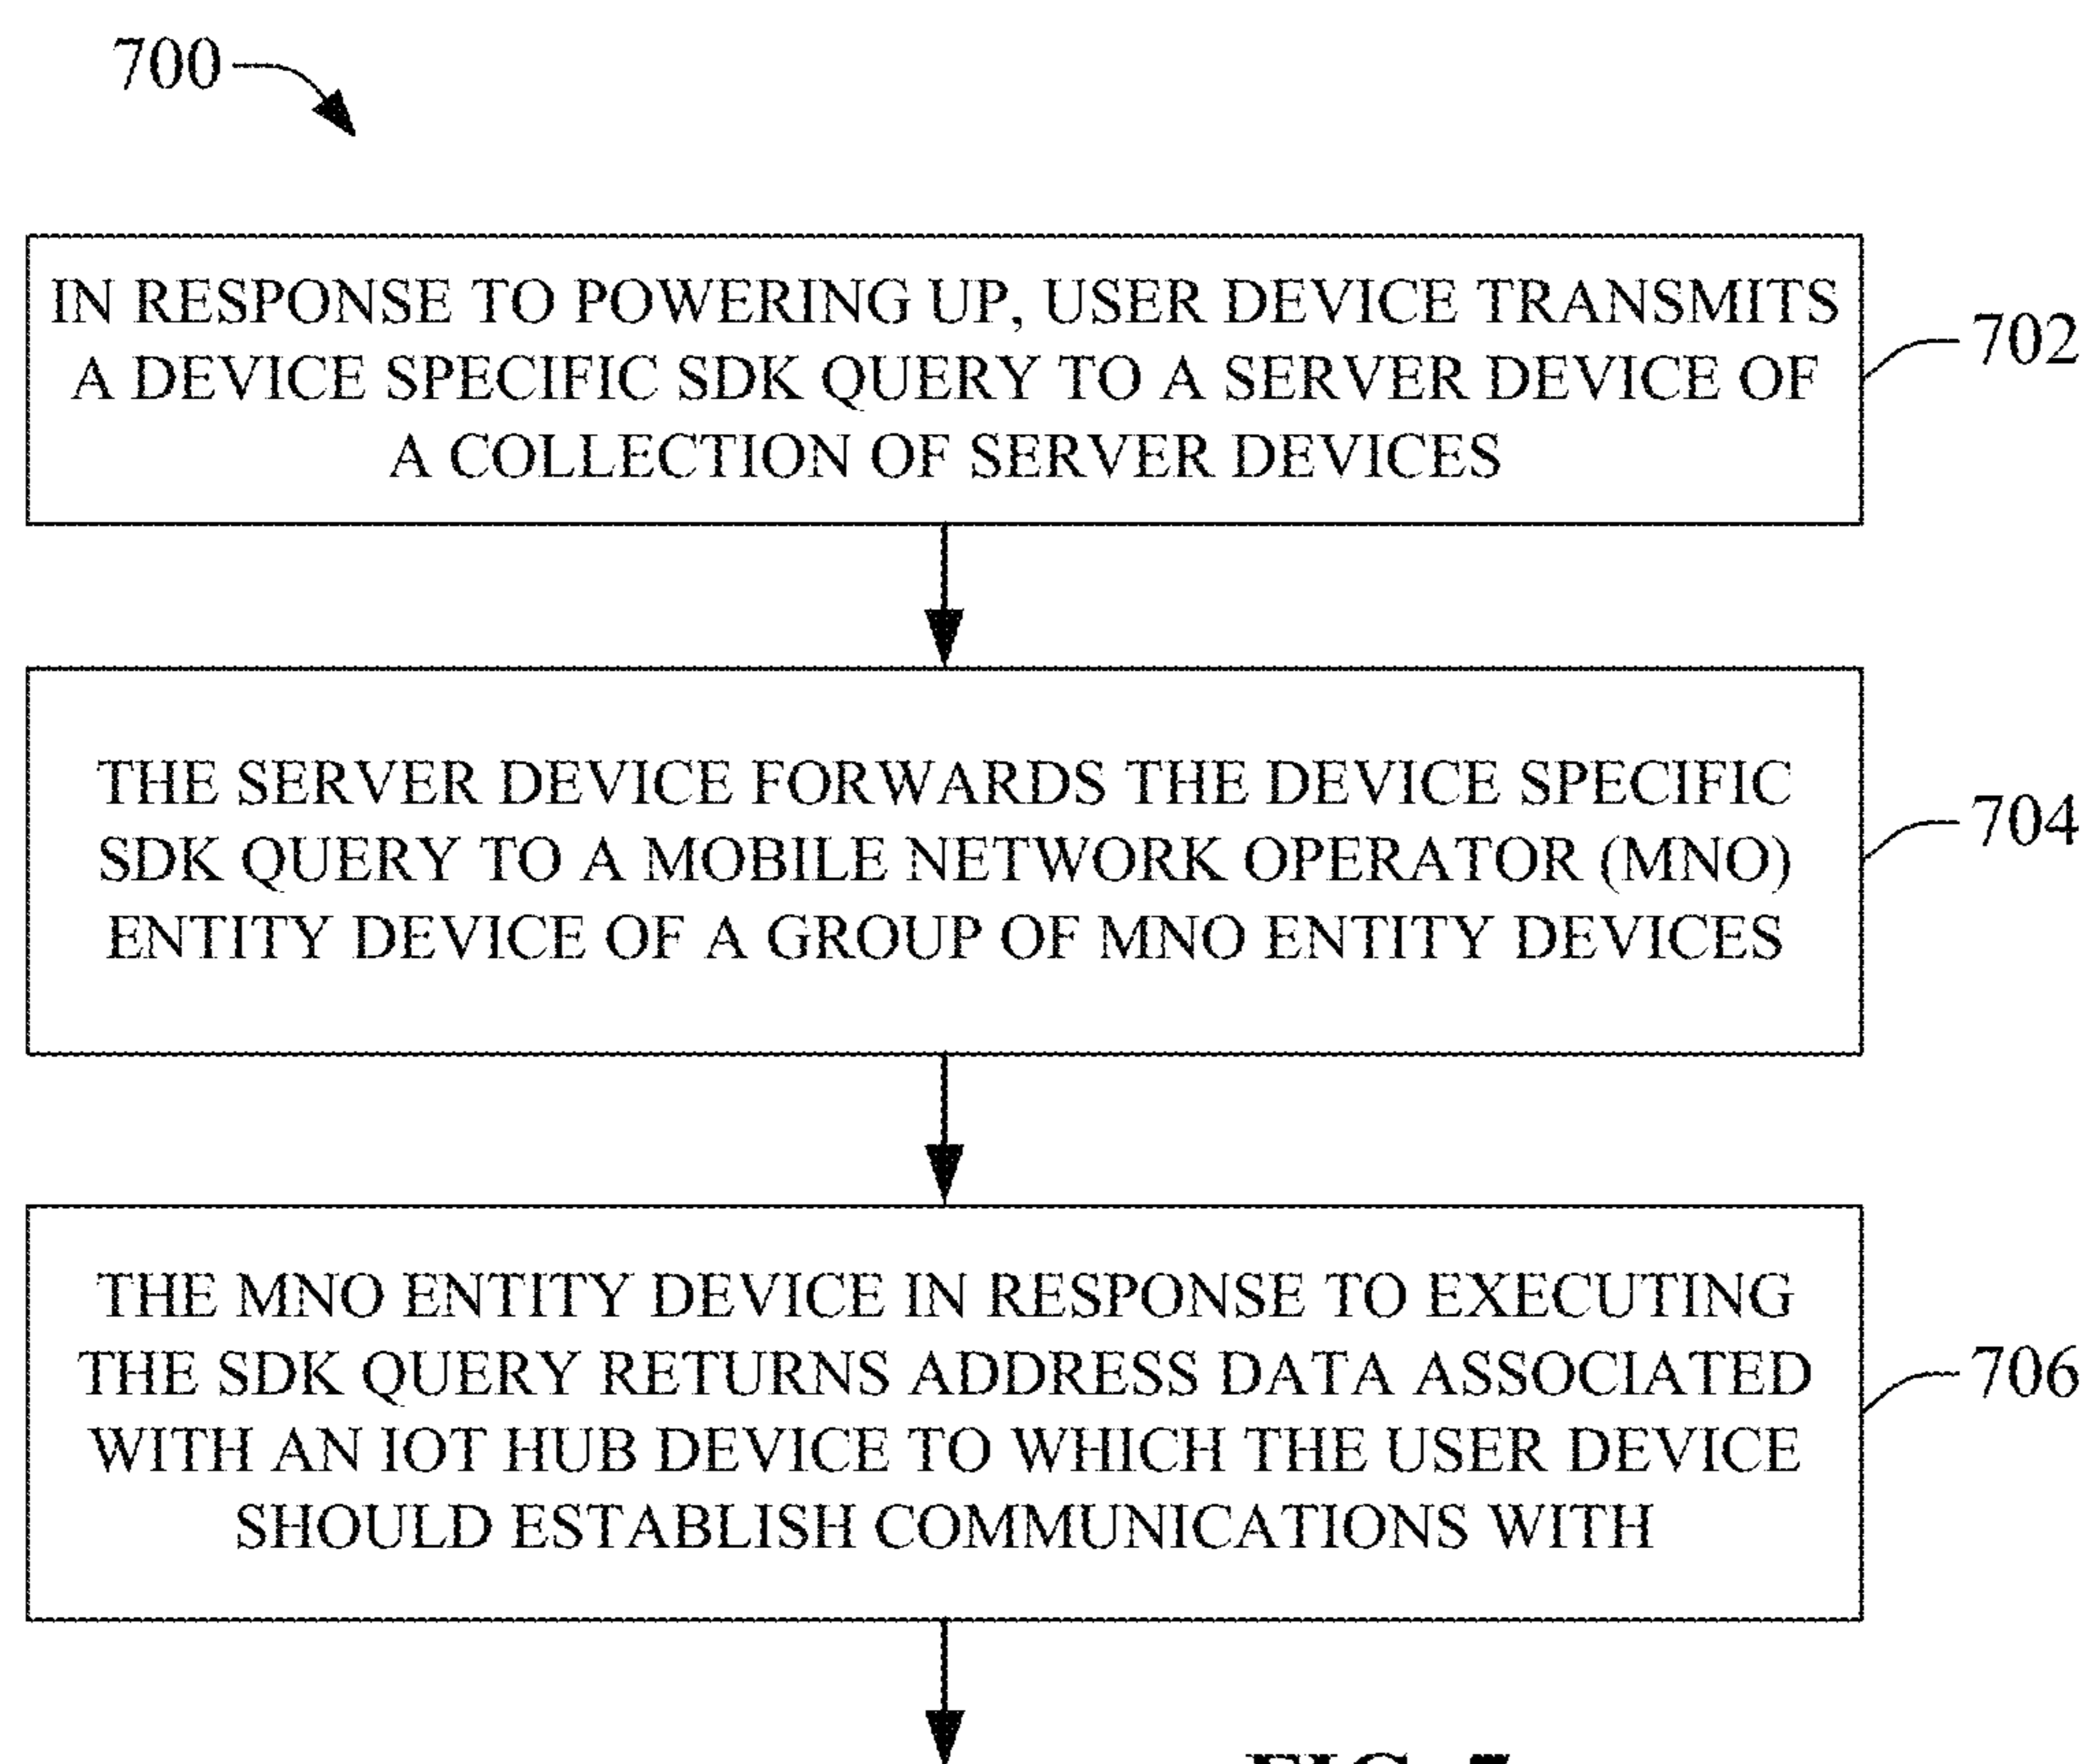 700
IN RESPONSE TO POWERING UP, USER DEVICE TRANSMITS
A DEVICE SPECIFIC SDK QUERY TO A SERVER DEVICE OF
A COLLECTION OF SERVER DEVICES
702
THE SERVER DEVICE FORWARDS THE DEVICE SPECIFIC
SDK QUERY TO A MOBILE NETWORK OPERATOR (MNO)
ENTITY DEVICE OF A GROUP OF MNO ENTITY DEVICES
704
THE MNO ENTITY DEVICE IN RESPONSE TO EXECUTING
THE SDK QUERY RETURNS ADDRESS DATA ASSOCIATED
WITH AN IOT HUB DEVICE TO WHICH THE USER DEVICE
SHOULD ESTABLISH COMMUNICATIONS WITH
706